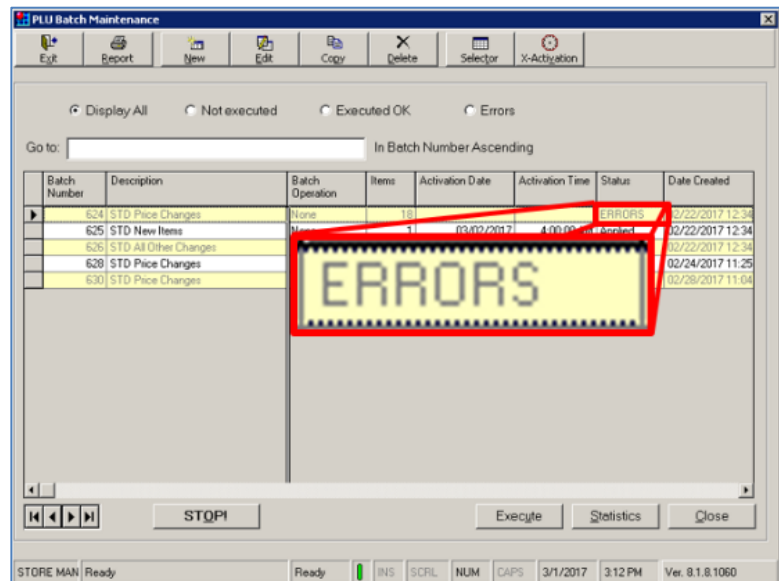 PLU Batch Maintenance
Exit Report New Edit Copy Delete Selector X-Activation
Display All Not executed Executed OK Errors
Go to: In Batch Number Ascending
Batch Number Description Batch Operation Items Activation Date Activation Time Status Date Created
624 STD Price Changes None 18 ERRORS 02/22/2017 12:34
625 STD New Items None 1 03/02/2017 4:00:00 Applied 02/22/2017 12:34
626 STD All Other Changes 02/22/2017 12:34
628 STD Price Changes 02/24/2017 11:25
630 STD Price Changes 02/28/2017 11:04
ERRORS
STOP! Execute Statistics Close
STORE MAN Ready Ready INS SCRL NUM CAPS 3/1/2017 3:12 PM Ver. 8.1.8.1060